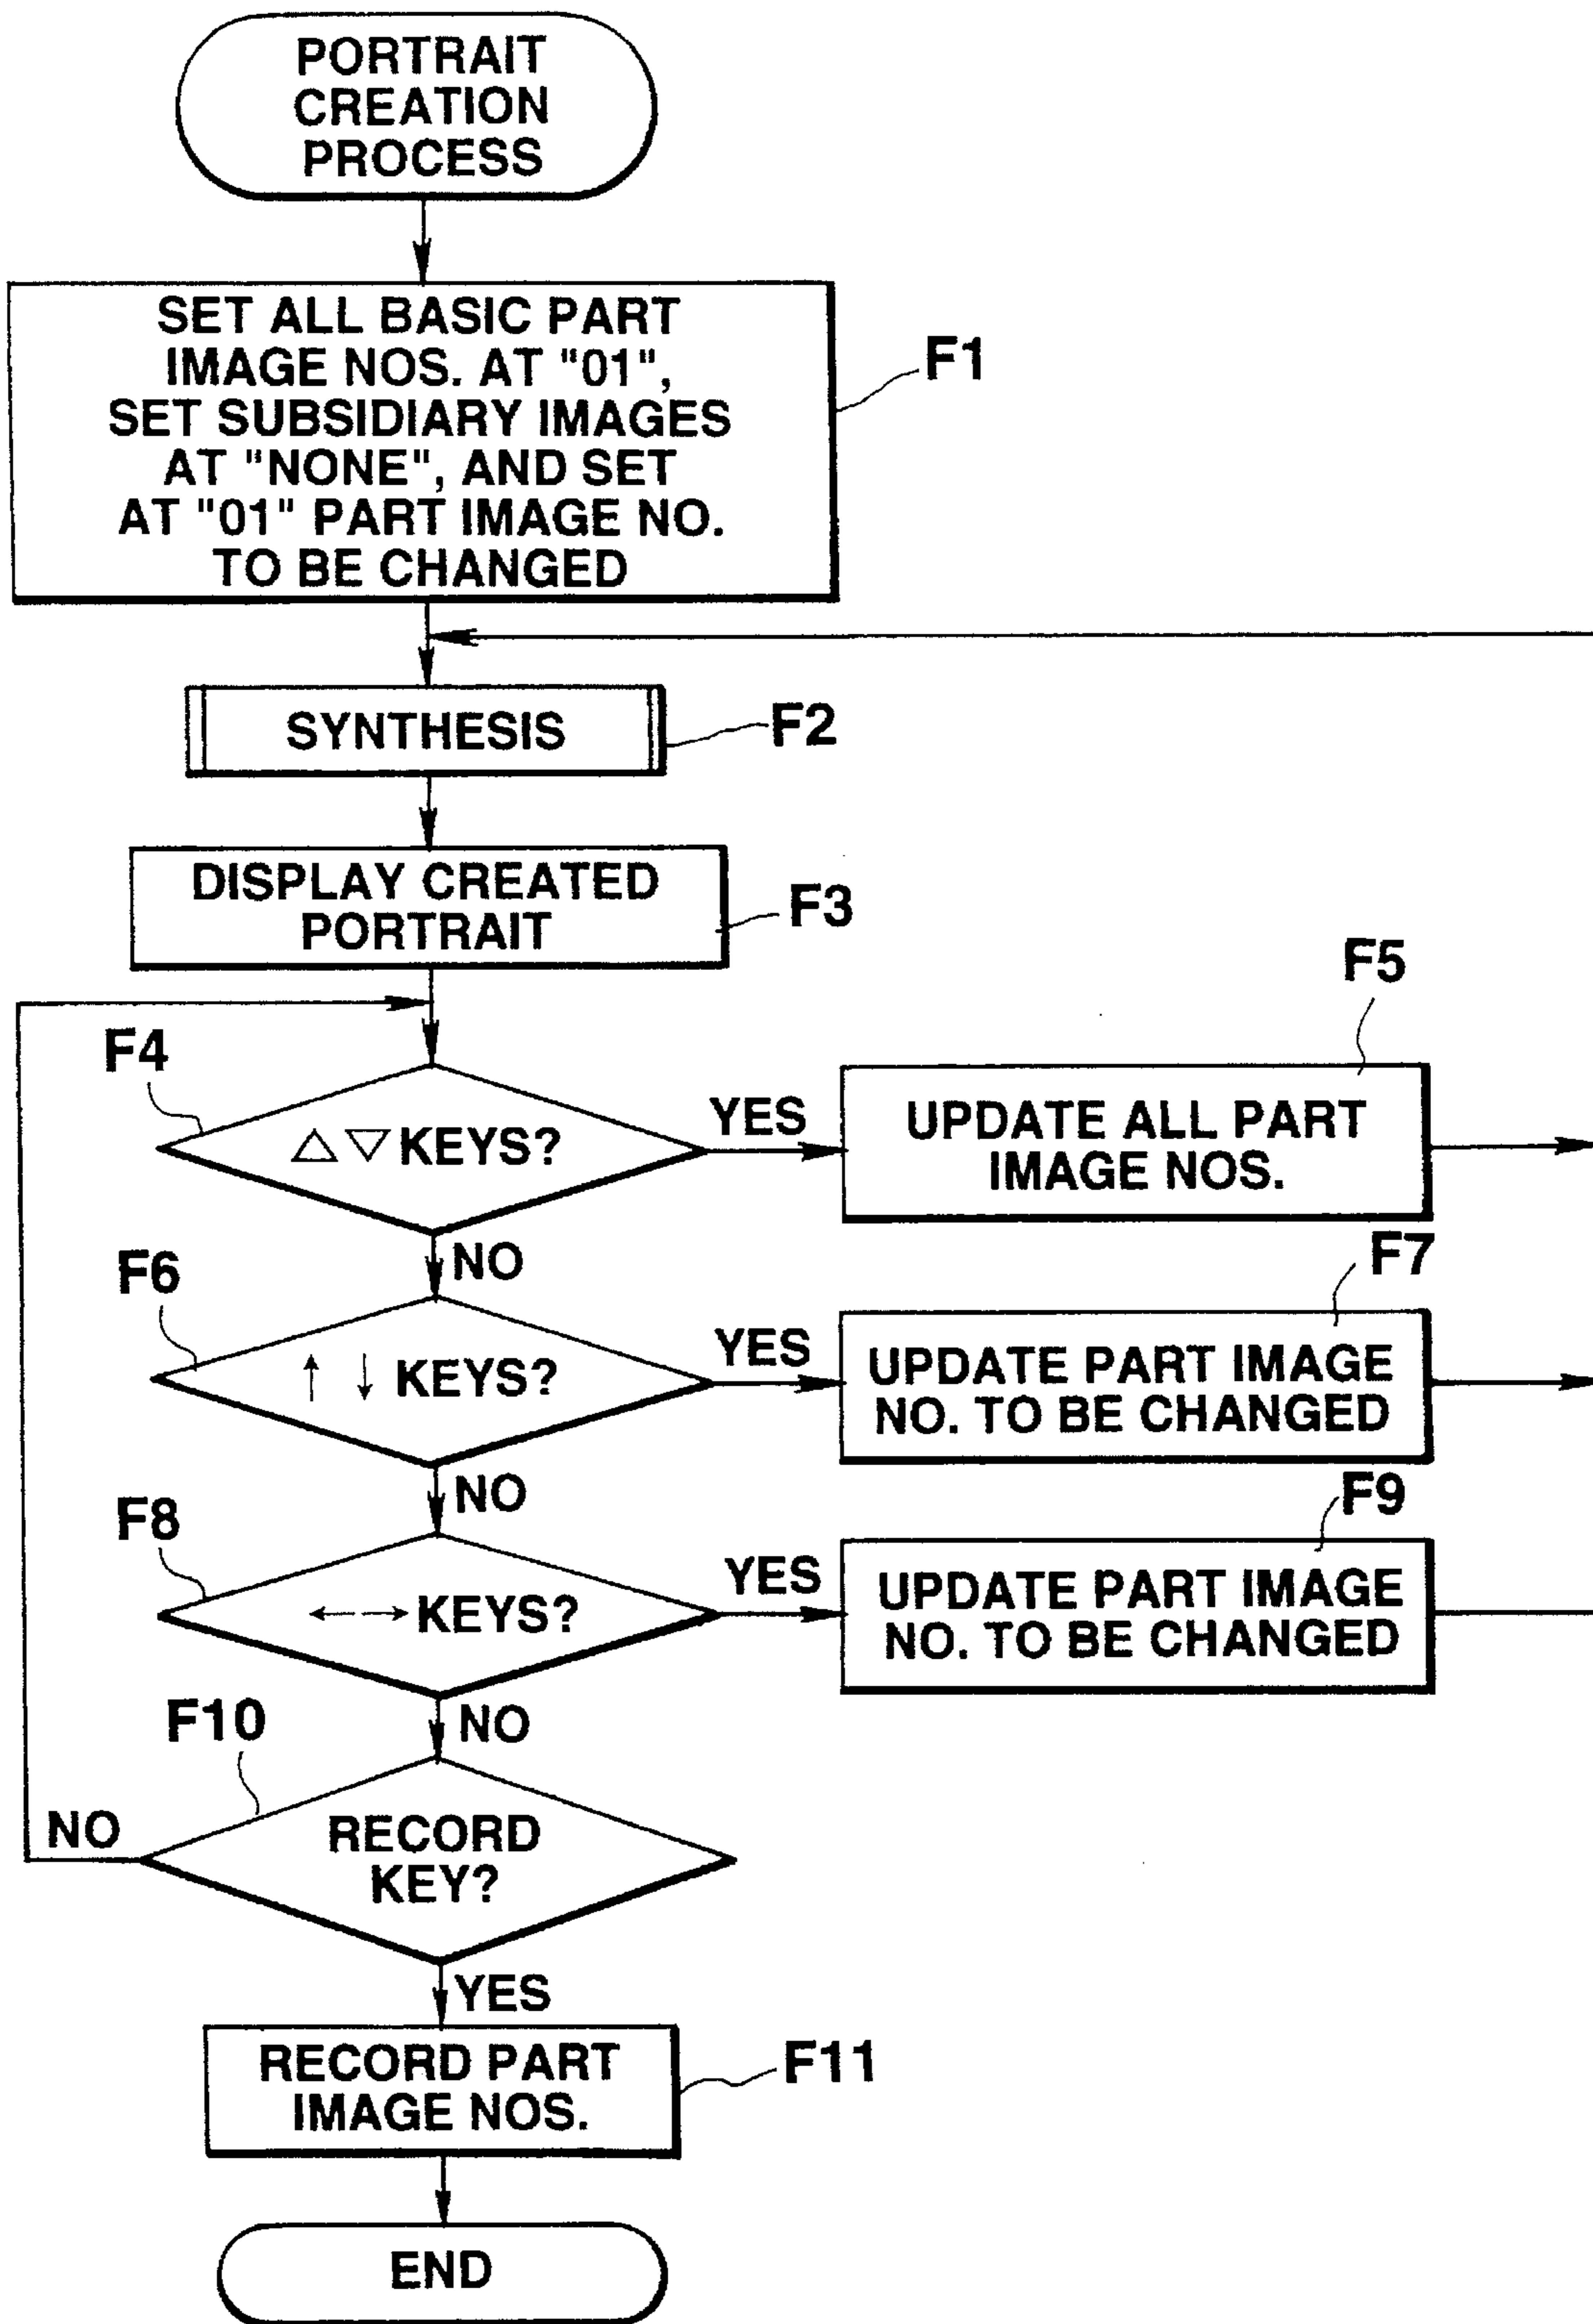 PORTRAIT
CREATION
PROCESS
SET ALL BASIC PART
IMAGE NOS. AT "01",
SET SUBSIDIARY IMAGES
AT "NONE", AND SET
AT "01" PART IMAGE NO.
TO BE CHANGED
F1
SYNTHESIS
F2
DISPLAY CREATED
PORTRAIT
F3
F4
△ ▽ KEYS?
YES
NO
F5
UPDATE ALL PART
IMAGE NOS.
F6
↑ ↓ KEYS?
YES
NO
F7
UPDATE PART IMAGE
NO. TO BE CHANGED
F8
← → KEYS?
YES
NO
F9
UPDATE PART IMAGE
NO. TO BE CHANGED
F10
RECORD
KEY?
NO
YES
RECORD PART
IMAGE NOS.
F11
END